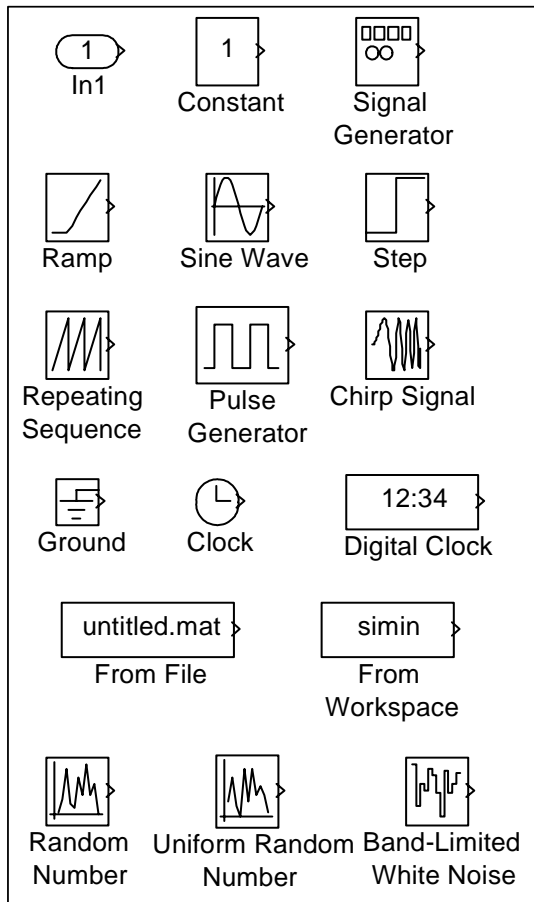 1
In1
1
Constant
Signal
Generator
Ramp
Sine Wave
Step
Repeating
Sequence
Pulse
Generator
Chirp Signal
Ground
Clock
12:34
Digital Clock
untitled.mat
From File
simin
From
Workspace
Random
Number
Uniform Random
Number
Band-Limited
White Noise